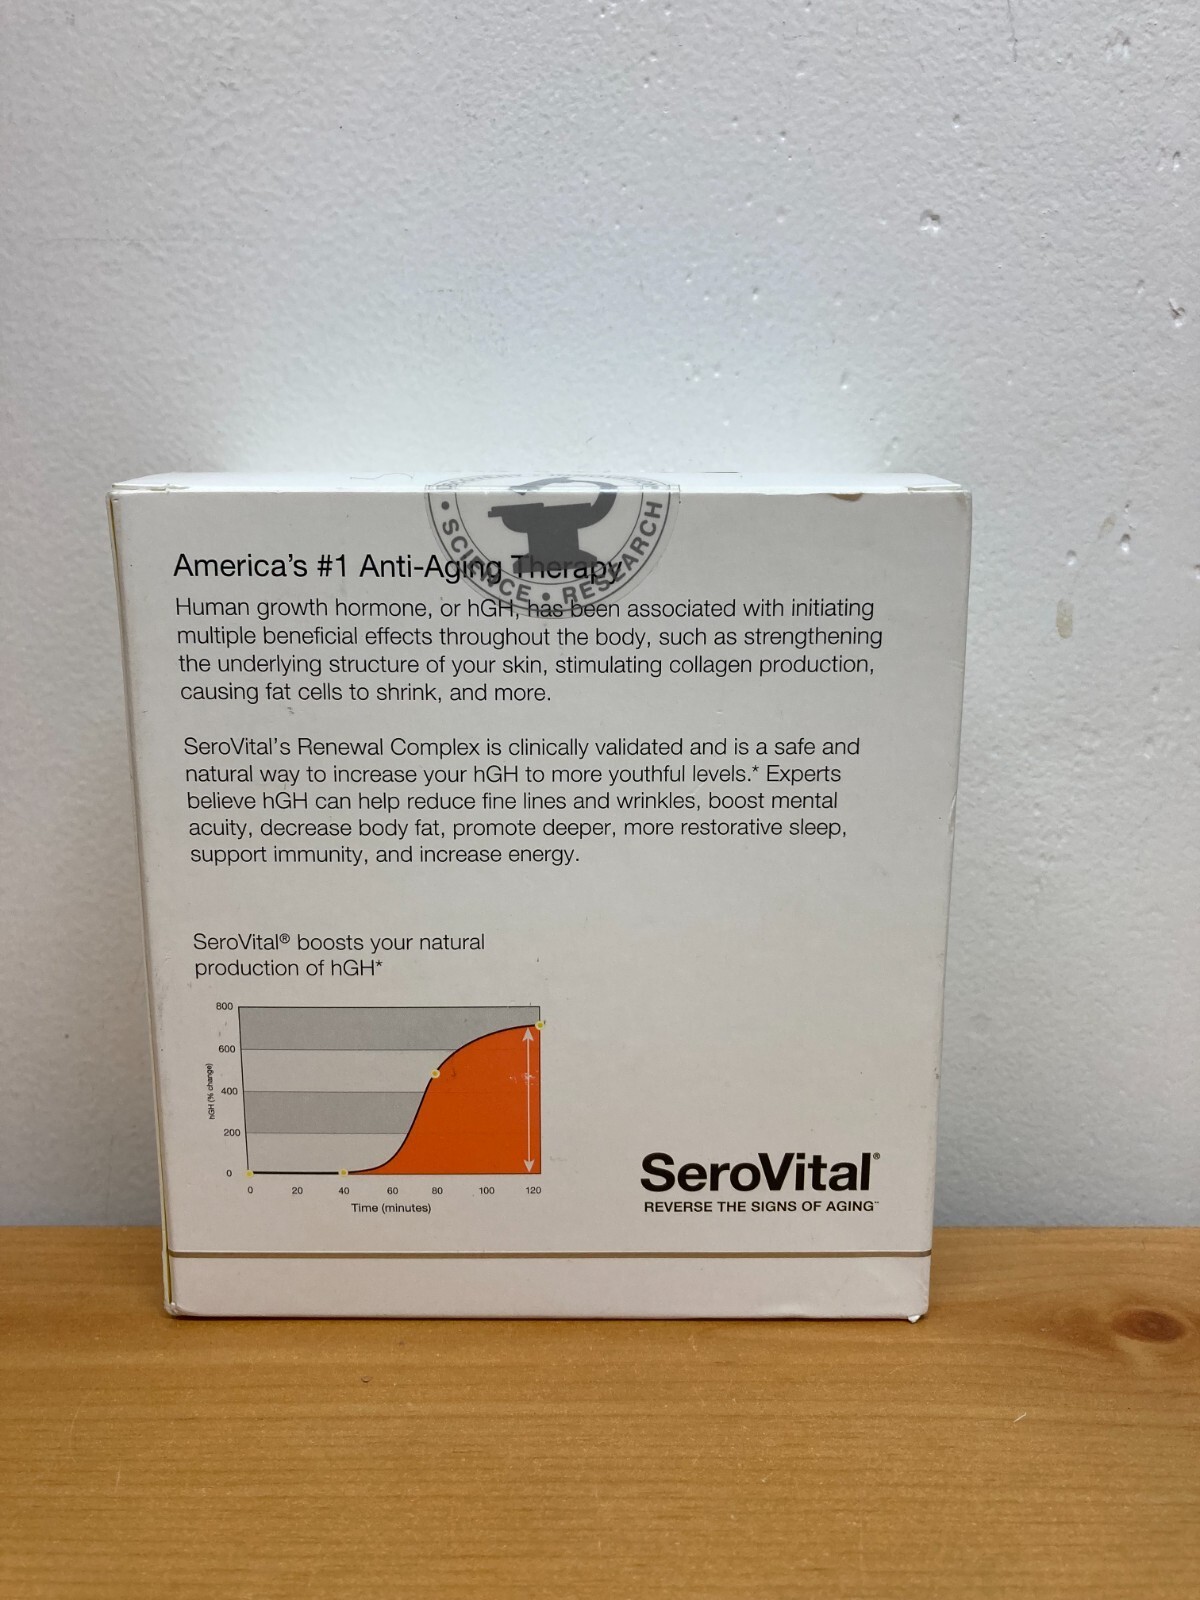 SCIENCE • RESEARCH
America's #1 Anti-Aging Therapy
Human growth hormone, or hGH, has been associated with initiating
multiple beneficial effects throughout the body, such as strengthening
the underlying structure of your skin, stimulating collagen production,
causing fat cells to shrink, and more.
SeroVital's Renewal Complex is clinically validated and is a safe and
natural way to increase your hGH to more youthful levels.* Experts
believe hGH can help reduce fine lines and wrinkles, boost mental
acuity, decrease body fat, promote deeper, more restorative sleep,
support immunity, and increase energy.
SeroVital® boosts your natural
production of hGH*
800
600
400
200
0
hGH (% change)
0 20 40 60 80 100 120
Time (minutes)
SeroVital®
REVERSE THE SIGNS OF AGING™